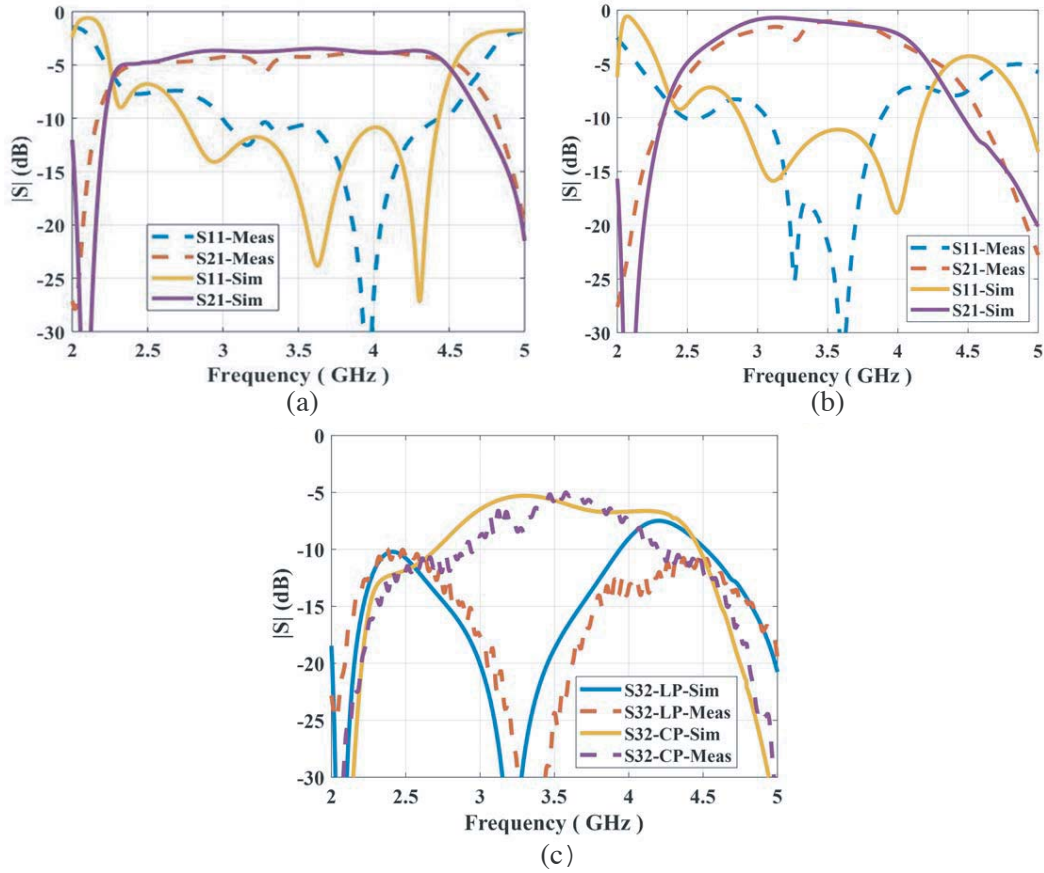 0
-5
-10
-15
-20
-25
-30
|S| (dB)
S11-Meas
S21-Meas
S11-Sim
S21-Sim
2 2.5 3 3.5 4 4.5 5
Frequency ( GHz )
(a)
0
-5
-10
-15
-20
-25
-30
|S| (dB)
S11-Meas
S21-Meas
S11-Sim
S21-Sim
2 2.5 3 3.5 4 4.5 5
Frequency ( GHz )
(b)
0
-5
-10
-15
-20
-25
-30
|S| (dB)
S32-LP-Sim
S32-LP-Meas
S32-CP-Sim
S32-CP-Meas
2 2.5 3 3.5 4 4.5 5
Frequency ( GHz )
(c)